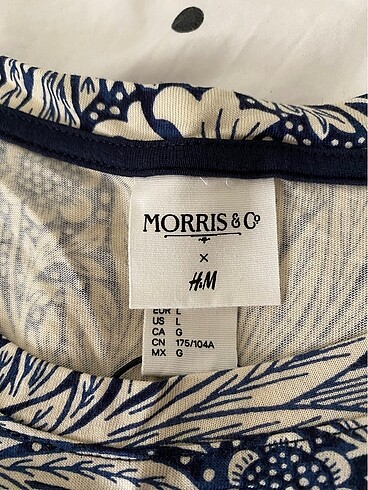 MORRIS & Co
×
H&M
EUR L
US L
CA G
CN 175/104A
MX G